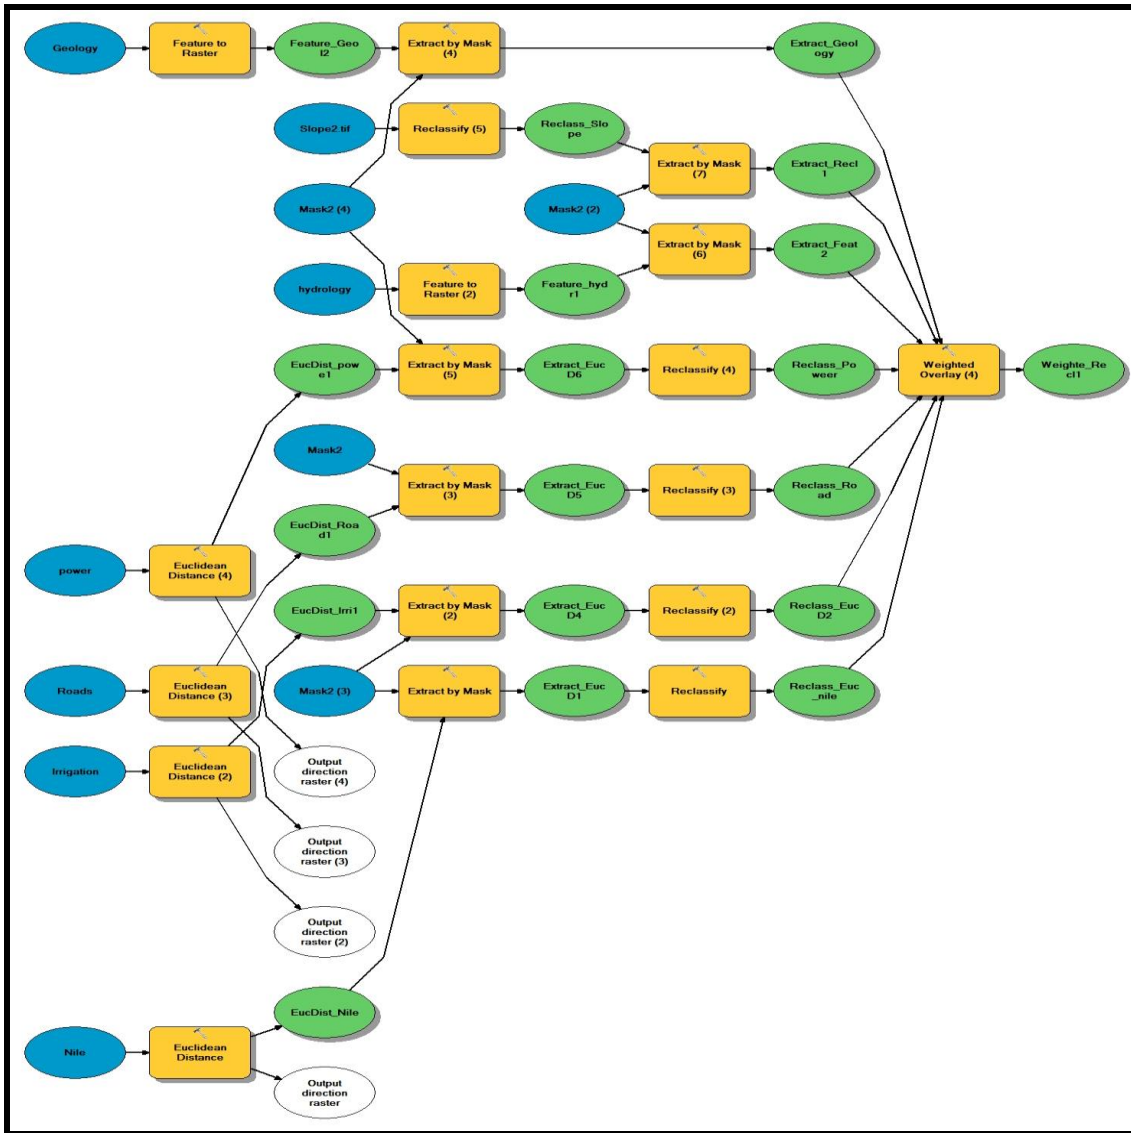 Geology
Feature to
Raster
Feature_Geo
l2
Extract by Mask
(4)
Extract_Geol
ogy
Slope2.tif
Reclassify (5)
Reclass_Slo
pe
Extract by Mask
(7)
Extract_Recl
1
Mask2 (4)
Mask2 (2)
Extract by Mask
(6)
Extract_Feat
2
hydrology
Feature to
Raster (2)
Feature_hyd
r1
EucDist_powe
1
Extract by Mask
(5)
Extract_Euc
D6
Reclassify (4)
Reclass_Po
weer
Weighted
Overlay (4)
Weighte_Re
cl1
Mask2
Extract by Mask
(3)
Extract_Euc
D5
Reclassify (3)
Reclass_Ro
ad
EucDist_Roa
d1
power
Euclidean
Distance (4)
EucDist_Irri1
Extract by Mask
(2)
Extract_Euc
D4
Reclassify (2)
Reclass_Euc
D2
Roads
Euclidean
Distance (3)
Mask2 (3)
Extract by Mask
Extract_Euc
D1
Reclassify
Reclass_Euc
_nile
Irrigation
Euclidean
Distance (2)
Output
direction
raster (4)
Output
direction
raster (3)
Output
direction
raster (2)
EucDist_Nile
Nile
Euclidean
Distance
Output
direction
raster